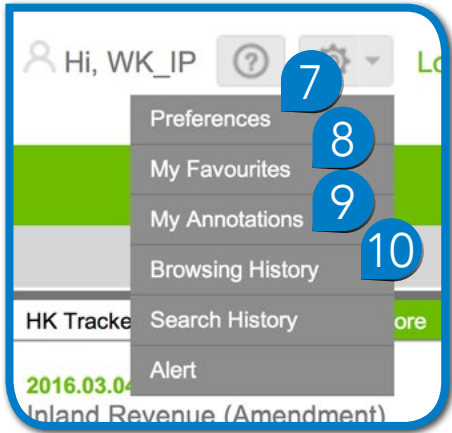 Hi, WK_IP ? Lo
7
Preferences
8
My Favourites
9
My Annotations
10
Browsing History
HK Tracke Search History ore
Alert
2016.03.04
Inland Revenue (Amendment)